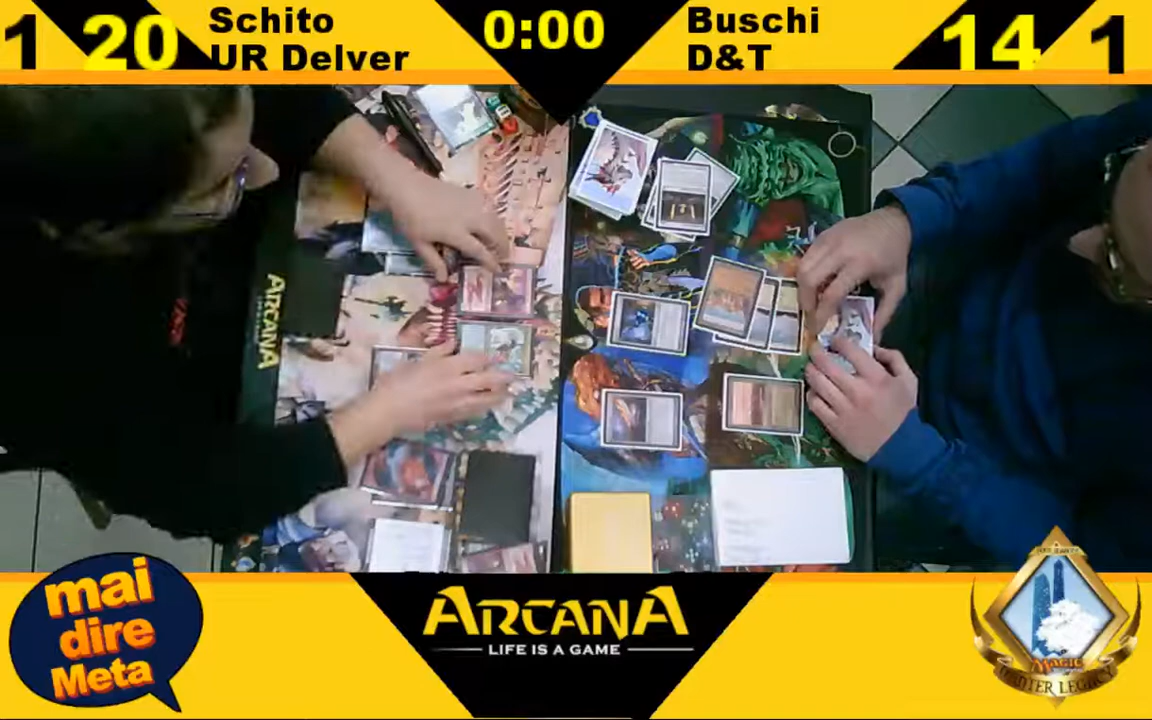 1
20
Schito
UR Delver
0:00
Buschi
D&T
14
1
ARCANA
mai
dire
Meta
ARCANA
LIFE IS A GAME
MAGIC